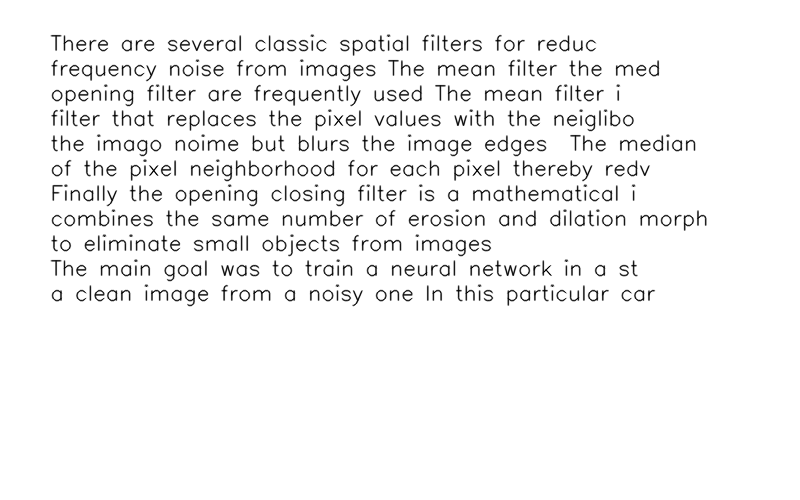 There are several classic spatial filters for reduc
frequency noise from images The mean filter the med
opening filter are frequently used The mean filter i
filter that replaces the pixel values with the neiglibo
the imago noime but blurs the image edges  The median
of the pixel neighborhood for each pixel thereby redv
Finally the opening closing filter is a mathematical i
combines the same number of erosion and dilation morph
to eliminate small objects from images
The main goal was to train a neural network in a st
a clean image from a noisy one In this particular car